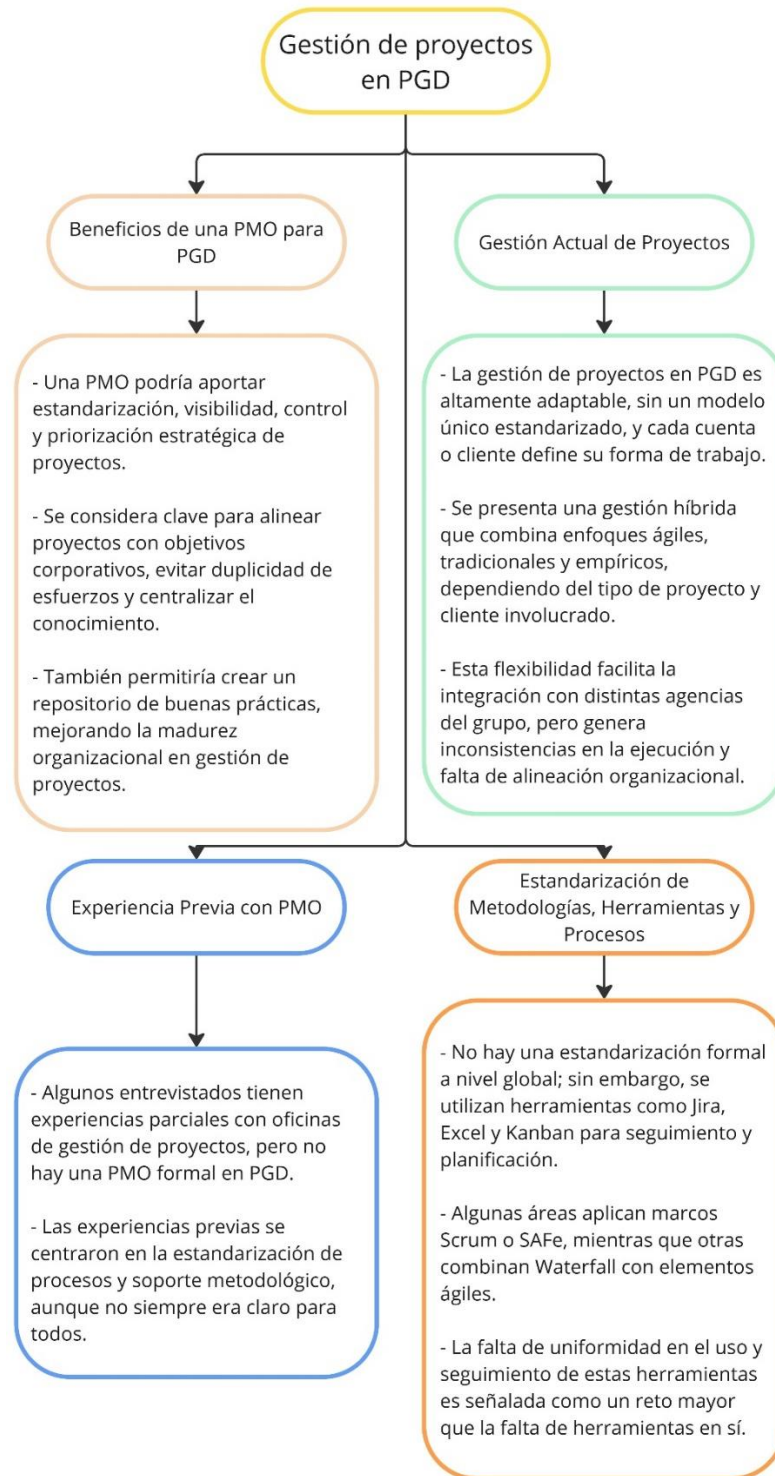 Gestión de proyectos
en PGD
Beneficios de una PMO para
PGD
- Una PMO podría aportar
estandarización, visibilidad, control
y priorización estratégica de
proyectos.
- Se considera clave para alinear
proyectos con objetivos
corporativos, evitar duplicidad de
esfuerzos y centralizar el
conocimiento.
- También permitiría crear un
repositorio de buenas prácticas,
mejorando la madurez
organizacional en gestión de
proyectos.
Gestión Actual de Proyectos
- La gestión de proyectos en PGD es
altamente adaptable, sin un modelo
único estandarizado, y cada cuenta
o cliente define su forma de trabajo.
- Se presenta una gestión híbrida
que combina enfoques ágiles,
tradicionales y empíricos,
dependiendo del tipo de proyecto y
cliente involucrado.
- Esta flexibilidad facilita la
integración con distintas agencias
del grupo, pero genera
inconsistencias en la ejecución y
falta de alineación organizacional.
Experiencia Previa con PMO
- Algunos entrevistados tienen
experiencias parciales con oficinas
de gestión de proyectos, pero no
hay una PMO formal en PGD.
- Las experiencias previas se
centraron en la estandarización de
procesos y soporte metodológico,
aunque no siempre era claro para
todos.
Estandarización de
Metodologías, Herramientas y
Procesos
- No hay una estandarización formal
a nivel global; sin embargo, se
utilizan herramientas como Jira,
Excel y Kanban para seguimiento y
planificación.
- Algunas áreas aplican marcos
Scrum o SAFe, mientras que otras
combinan Waterfall con elementos
ágiles.
- La falta de uniformidad en el uso y
seguimiento de estas herramientas
es señalada como un reto mayor
que la falta de herramientas en sí.